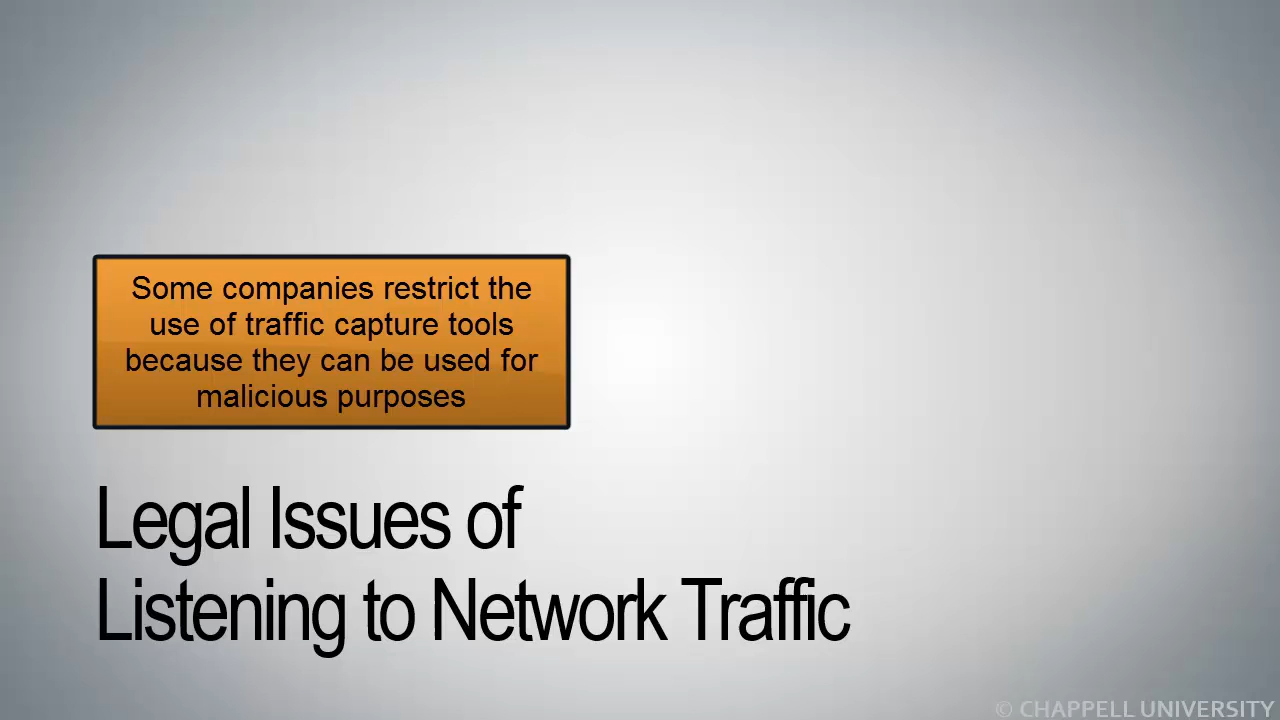 Some companies restrict the
use of traffic capture tools
because they can be used for
malicious purposes
Legal Issues of
Listening to Network Traffic
© CHAPPELL UNIVERSITY